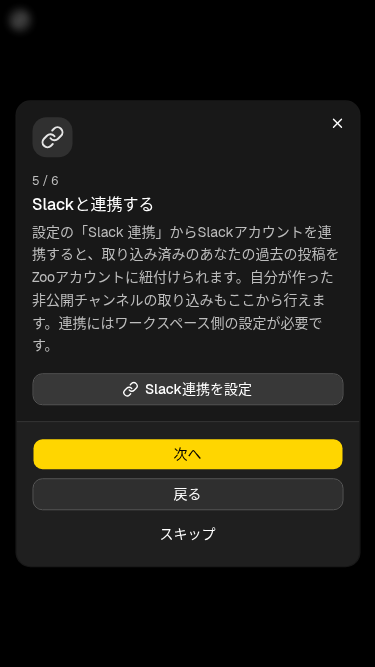 5 / 6
Slackと連携する
設定の「Slack 連携」からSlackアカウントを連
携すると、取り込み済みのあなたの過去の投稿を
Zooアカウントに紐付けられます。自分が作った
非公開チャンネルの取り込みもここから行えま
す。連携にはワークスペース側の設定が必要で
す。
Slack連携を設定
次へ
戻る
スキップ